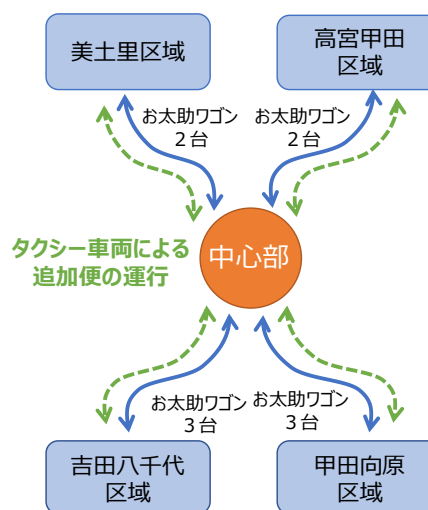 美土里区域
高宮甲田
区域
お太助ワゴン
2台
お太助ワゴン
2台
タクシー車両による
追加便の運行
中心部
お太助ワゴン
3台
お太助ワゴン
3台
吉田八千代
区域
甲田向原
区域